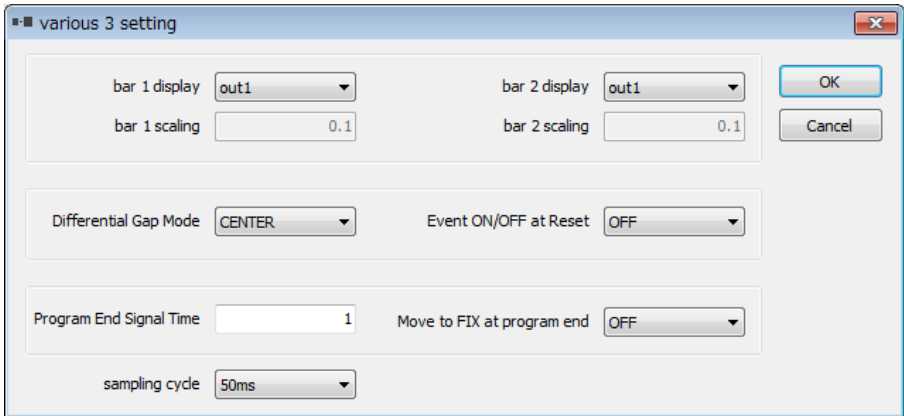 various 3 setting
bar 1 display out1 bar 2 display out1 OK
bar 1 scaling 0.1 bar 2 scaling 0.1 Cancel
Differential Gap Mode CENTER Event ON/OFF at Reset OFF
Program End Signal Time 1 Move to FIX at program end OFF
sampling cycle 50ms